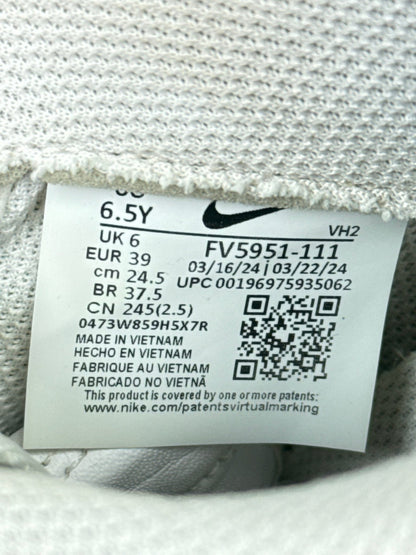 6.5Y
VH2
UK 6
FV5951-111
EUR 39
03/16/24 | 03/22/24
cm 24.5
UPC 00196975935062
BR 37.5
CN 245(2.5)
0473W859H5X7R
MADE IN VIETNAM
HECHO EN VIETNAM
FABRIQUE AU VIETNAM
FABRICADO NO VIETNÃ
This product is covered by one or more patents:
www.nike.com/patentsvirtualmarking